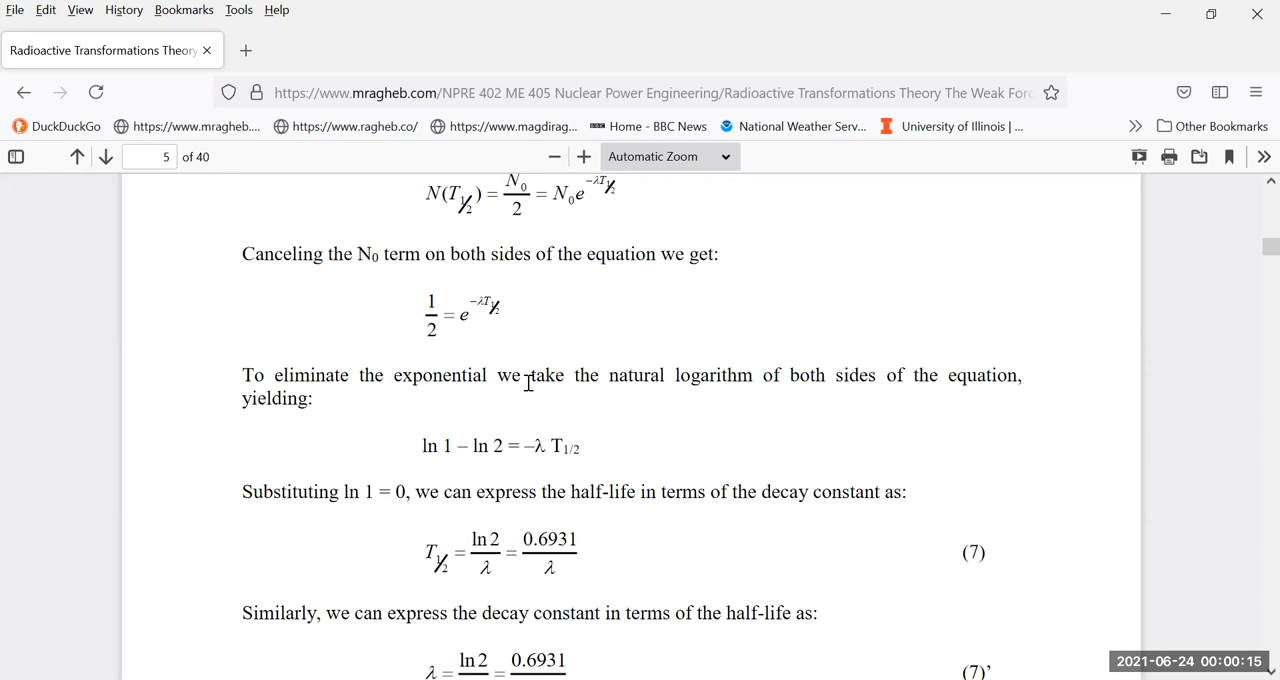 File Edit View History Bookmarks Tools Help
Radioactive Transformations Theory
https://www.mragheb.com/NPRE 402 ME 405 Nuclear Power Engineering/Radioactive Transformations Theory The Weak Forc
DuckDuckGo https://www.mragheb.... https://www.ragheb.co/ https://www.magdirag... BBC Home - BBC News National Weather Serv... University of Illinois |... Other Bookmarks
5 of 40 Automatic Zoom
N(T½) = N₀/2 = N₀e^(−λT½)
Canceling the N₀ term on both sides of the equation we get:
1/2 = e^(−λT½)
To eliminate the exponential we take the natural logarithm of both sides of the equation,
yielding:
ln 1 – ln 2 = –λ T1/2
Substituting ln 1 = 0, we can express the half-life in terms of the decay constant as:
T½ = ln2/λ = 0.6931/λ (7)
Similarly, we can express the decay constant in terms of the half-life as:
λ = ln2 = 0.6931 (7)'
2021-06-24 00:00:15